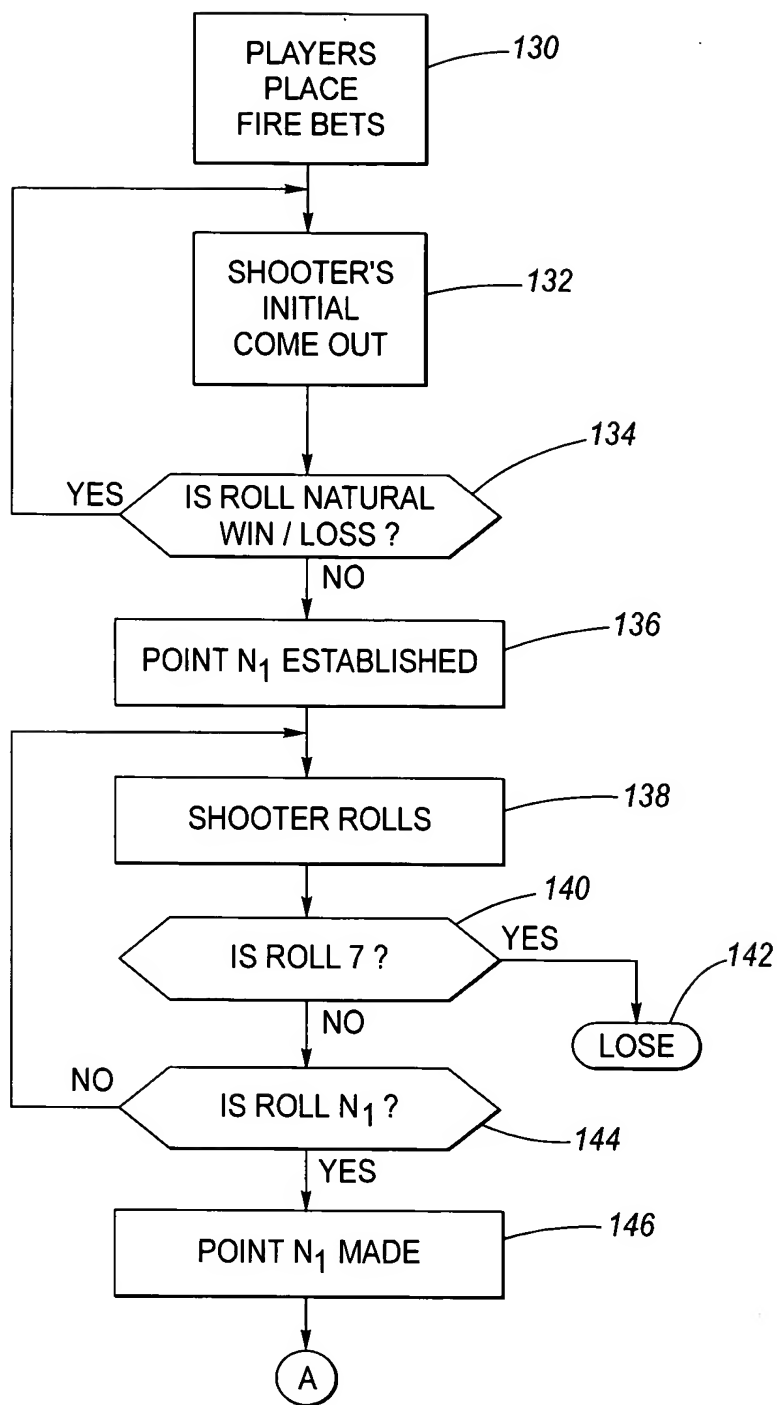 PLAYERS
PLACE
FIRE BETS
130
SHOOTER'S
INITIAL
COME OUT
132
134
YES
IS ROLL NATURAL
WIN / LOSS ?
NO
136
POINT N1 ESTABLISHED
SHOOTER ROLLS
138
140
IS ROLL 7 ?
YES
142
NO
LOSE
NO
IS ROLL N1 ?
144
YES
146
POINT N1 MADE
A